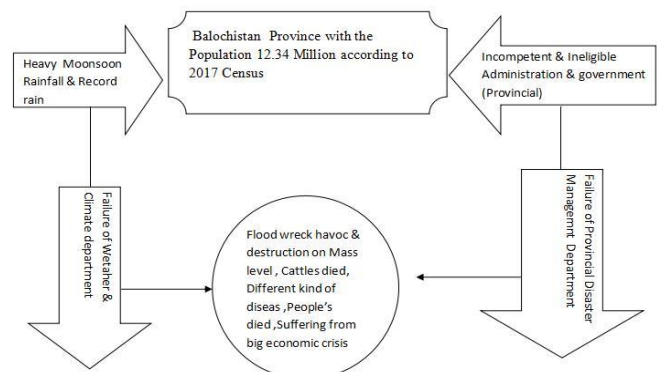 Balochistan Province with the
Population 12.34 Million according to
2017 Census
Heavy Moonsoon
Rainfall & Record
rain
Incompetent & Ineligible
Administration & government
(Provincial)
Failure of Wetaher &
Climate department
Flood wreck havoc &
destruction on Mass
level , Cattles died,
Different kind of
diseas ,People’s
died ,Suffering from
big economic crisis
Failure of Provincial Disaster
Managemnt Department